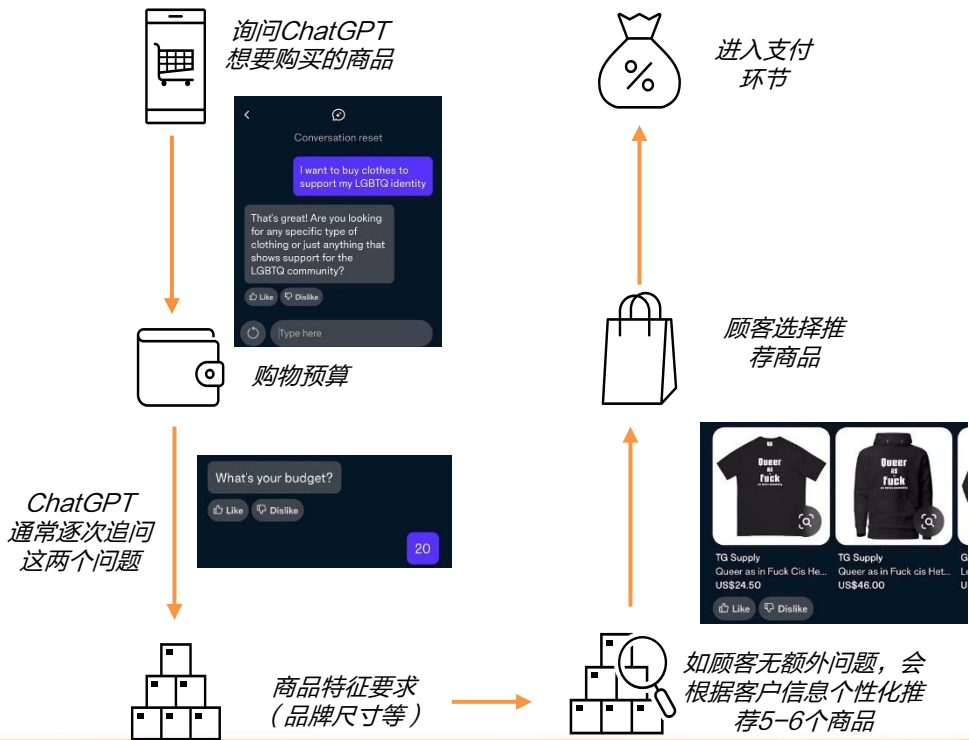 询问ChatGPT
想要购买的商品
Conversation reset
I want to buy clothes to
support my LGBTQ identity
That's great! Are you looking
for any specific type of
clothing or just anything that
shows support for the
LGBTQ community?
Like Dislike
Type here
购物预算
What's your budget?
Like Dislike
20
ChatGPT
通常逐次追问
这两个问题
商品特征要求
（品牌尺寸等）
如顾客无额外问题，会
根据客户信息个性化推
荐5-6个商品
Queer
as
Fuck
TG Supply
Queer as in Fuck Cis He...
US$24.50
Queer
as
Fuck
TG Supply
Queer as in Fuck cis Het...
US$46.00
Like Dislike
顾客选择推
荐商品
%
进入支付
环节